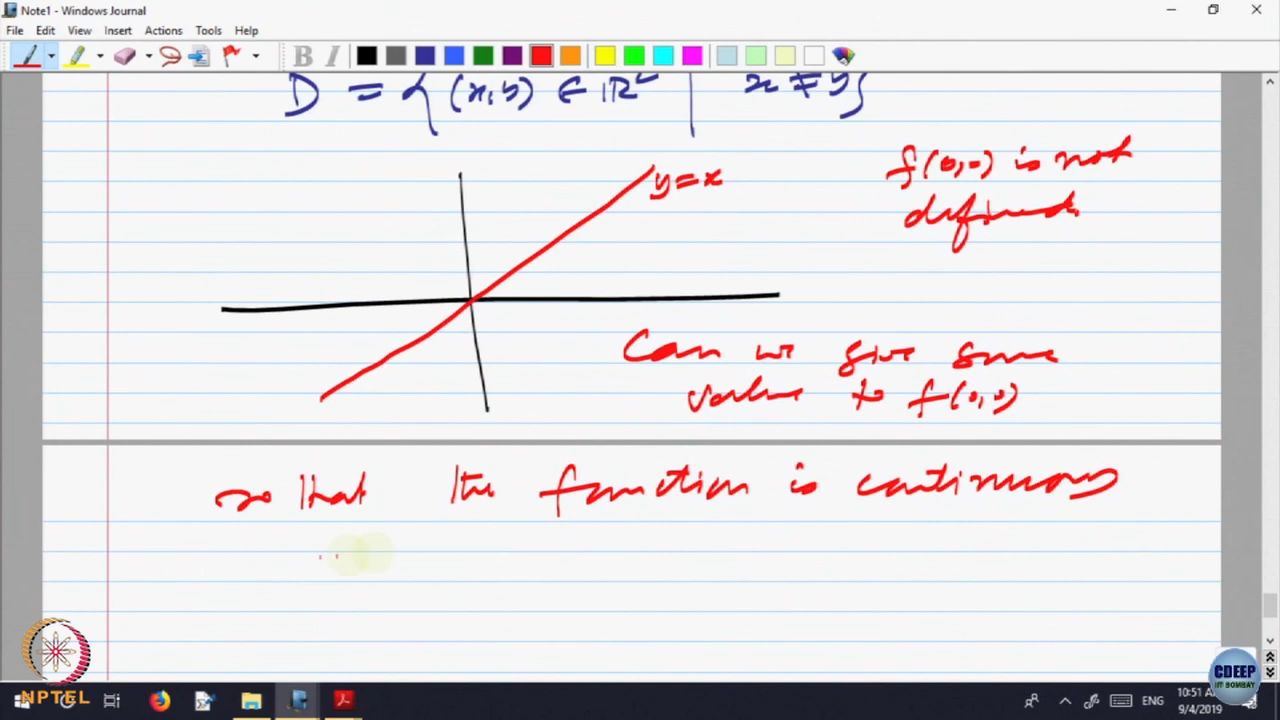 Note1 - Windows Journal
File Edit View Insert Actions Tools Help
D = { (x,y) ∈ ℝ² | x ≠ y }
y=x
f(0,0) is not
defined.
Can we give some
value to f(0,0)
so that the function is continuous
NPTEL
CDEEP
IIT BOMBAY
ENG
10:51 A
9/4/2019